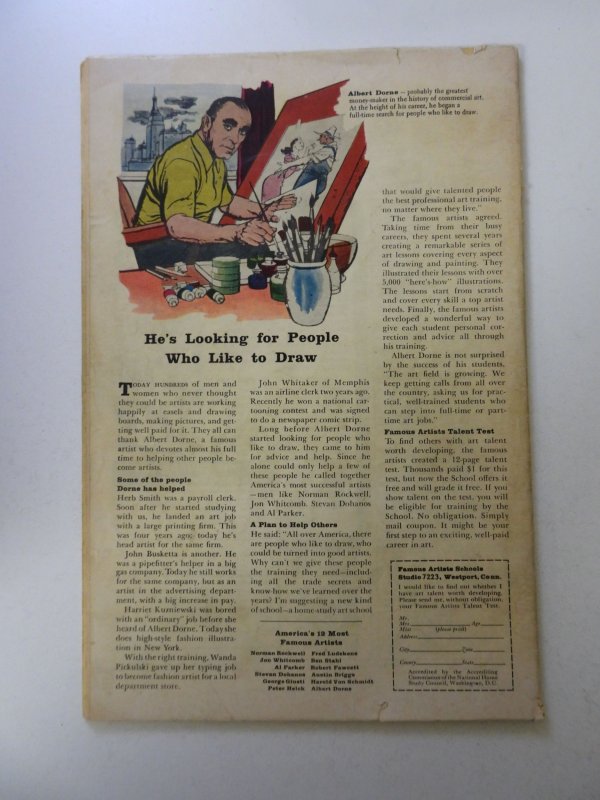 Albert Dorne — probably the greatest
money-maker in the history of commercial art.
At the height of his career, he began a
full-time search for people who like to draw.
He's Looking for People
Who Like to Draw
TODAY HUNDREDS of men and
women who never thought
they could be artists are working
happily at easels and drawing
boards, making pictures, and get-
ting well paid for it. They all can
thank Albert Dorne, a famous
artist who devotes almost his full
time to helping other people be-
come artists.
Some of the people
Dorne has helped
Herb Smith was a payroll clerk.
Soon after he started studying
with us, he landed an art job
with a large printing firm. This
was four years ago; today he's
head artist for the same firm.
John Busketta is another. He
was a pipefitter's helper in a big
gas company. Today he still works
for the same company, but as an
artist in the advertising depart-
ment, with a big increase in pay.
Harriet Kuzniewski was bored
with an "ordinary" job before she
heard of Albert Dorne. Today she
does high-style fashion illustra-
tion in New York.
With the right training, Wanda
Pickulski gave up her typing job
to become fashion artist for a local
department store.
John Whitaker of Memphis
was an airline clerk two years ago.
Recently he won a national car-
tooning contest and was signed
to do a newspaper comic strip.
Long before Albert Dorne
started looking for people who
like to draw, they came to him
for advice and help. Since he
alone could only help a few of
these people he called together
America's most successful artists
—men like Norman Rockwell,
Jon Whitcomb, Stevan Dohanos
and Al Parker.
A Plan to Help Others
He said: "All over America, there
are people who like to draw, who
could be turned into good artists.
Why can't we give these people
the training they need—includ-
ing all the trade secrets and
know-how we've learned over the
years? I'm suggesting a new kind
of school—a home-study art school
America's 12 Most
Famous Artists
Norman Rockwell Fred Ludekens
Jon Whitcomb Ben Stahl
Al Parker Robert Fawcett
Stevan Dohanos Austin Briggs
George Giusti Harold Von Schmidt
Peter Helck Albert Dorne
that would give talented people
the best professional art training,
no matter where they live."
The famous artists agreed.
Taking time from their busy
careers, they spent several years
creating a remarkable series of
art lessons covering every aspect
of drawing and painting. They
illustrated their lessons with over
5,000 "here's-how" illustrations.
The lessons start from scratch
and cover every skill a top artist
needs. Finally, the famous artists
developed a wonderful way to
give each student personal cor-
rection and advice all through
his training.
Albert Dorne is not surprised
by the success of his students.
"The art field is growing. We
keep getting calls from all over
the country, asking us for prac-
tical, well-trained students who
can step into full-time or part-
time art jobs."
Famous Artists Talent Test
To find others with art talent
worth developing, the famous
artists created a 12-page talent
test. Thousands paid $1 for this
test, but now the School offers it
free and will grade it free. If you
show talent on the test, you will
be eligible for training by the
School. No obligation. Simply
mail coupon. It might be your
first step to an exciting, well-paid
career in art.
Famous Artists Schools
Studio 7223, Westport, Conn.
I would like to find out whether I
have art talent worth developing.
Please send me, without obligation,
your Famous Artists Talent Test.
Mr.
Mrs. Age
Miss (please print)
Address
City Zone
County State
Accredited by the Accrediting
Commission of the National Home
Study Council, Washington, D.C.